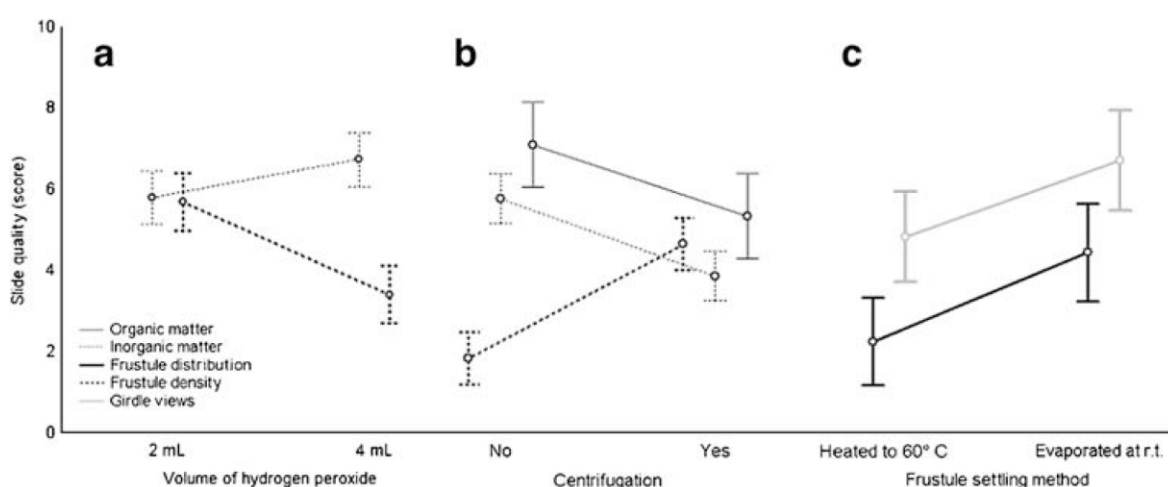 10
a
b
c
8
6
4
2
0
Slide quality (score)
Organic matter
Inorganic matter
Frustule distribution
Frustule density
Girdle views
2 mL
4 mL
Volume of hydrogen peroxide
No
Yes
Centrifugation
Heated to 60° C
Evaporated at r.t.
Frustule settling method